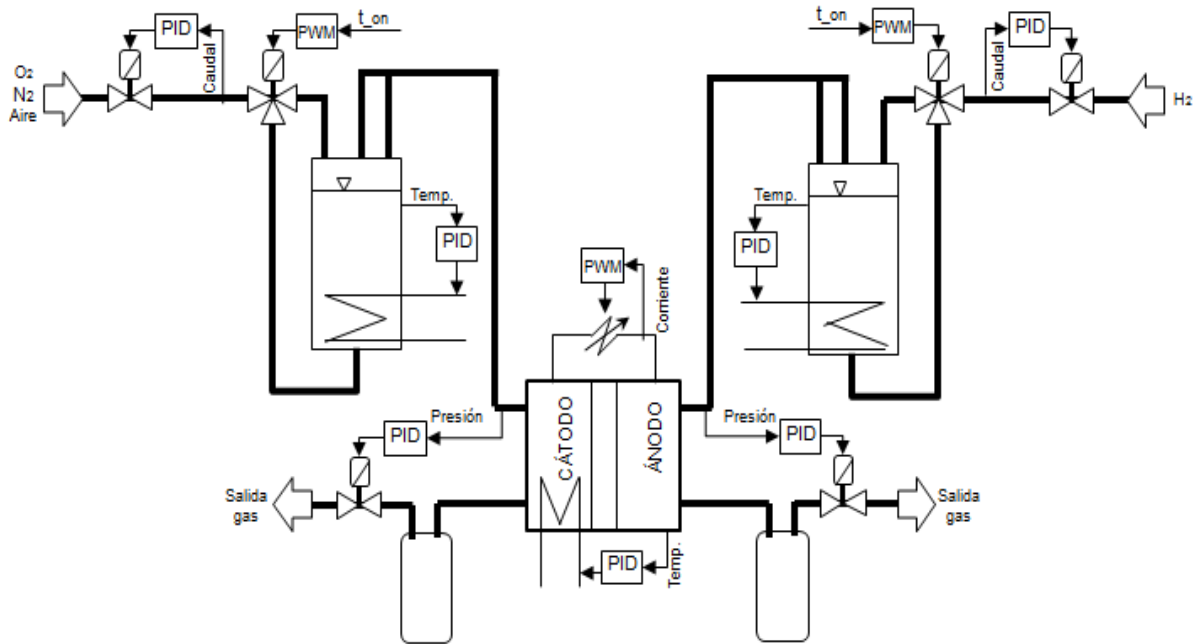 PID
t_on
PWM
Caudal
O₂
N₂
Aire
t_on
PWM
PID
Caudal
H₂
Temp.
PID
Temp.
PID
PWM
Corriente
CÁTODO
ÁNODO
Presión
PID
Presión
PID
Salida
gas
Salida
gas
PID
Temp.